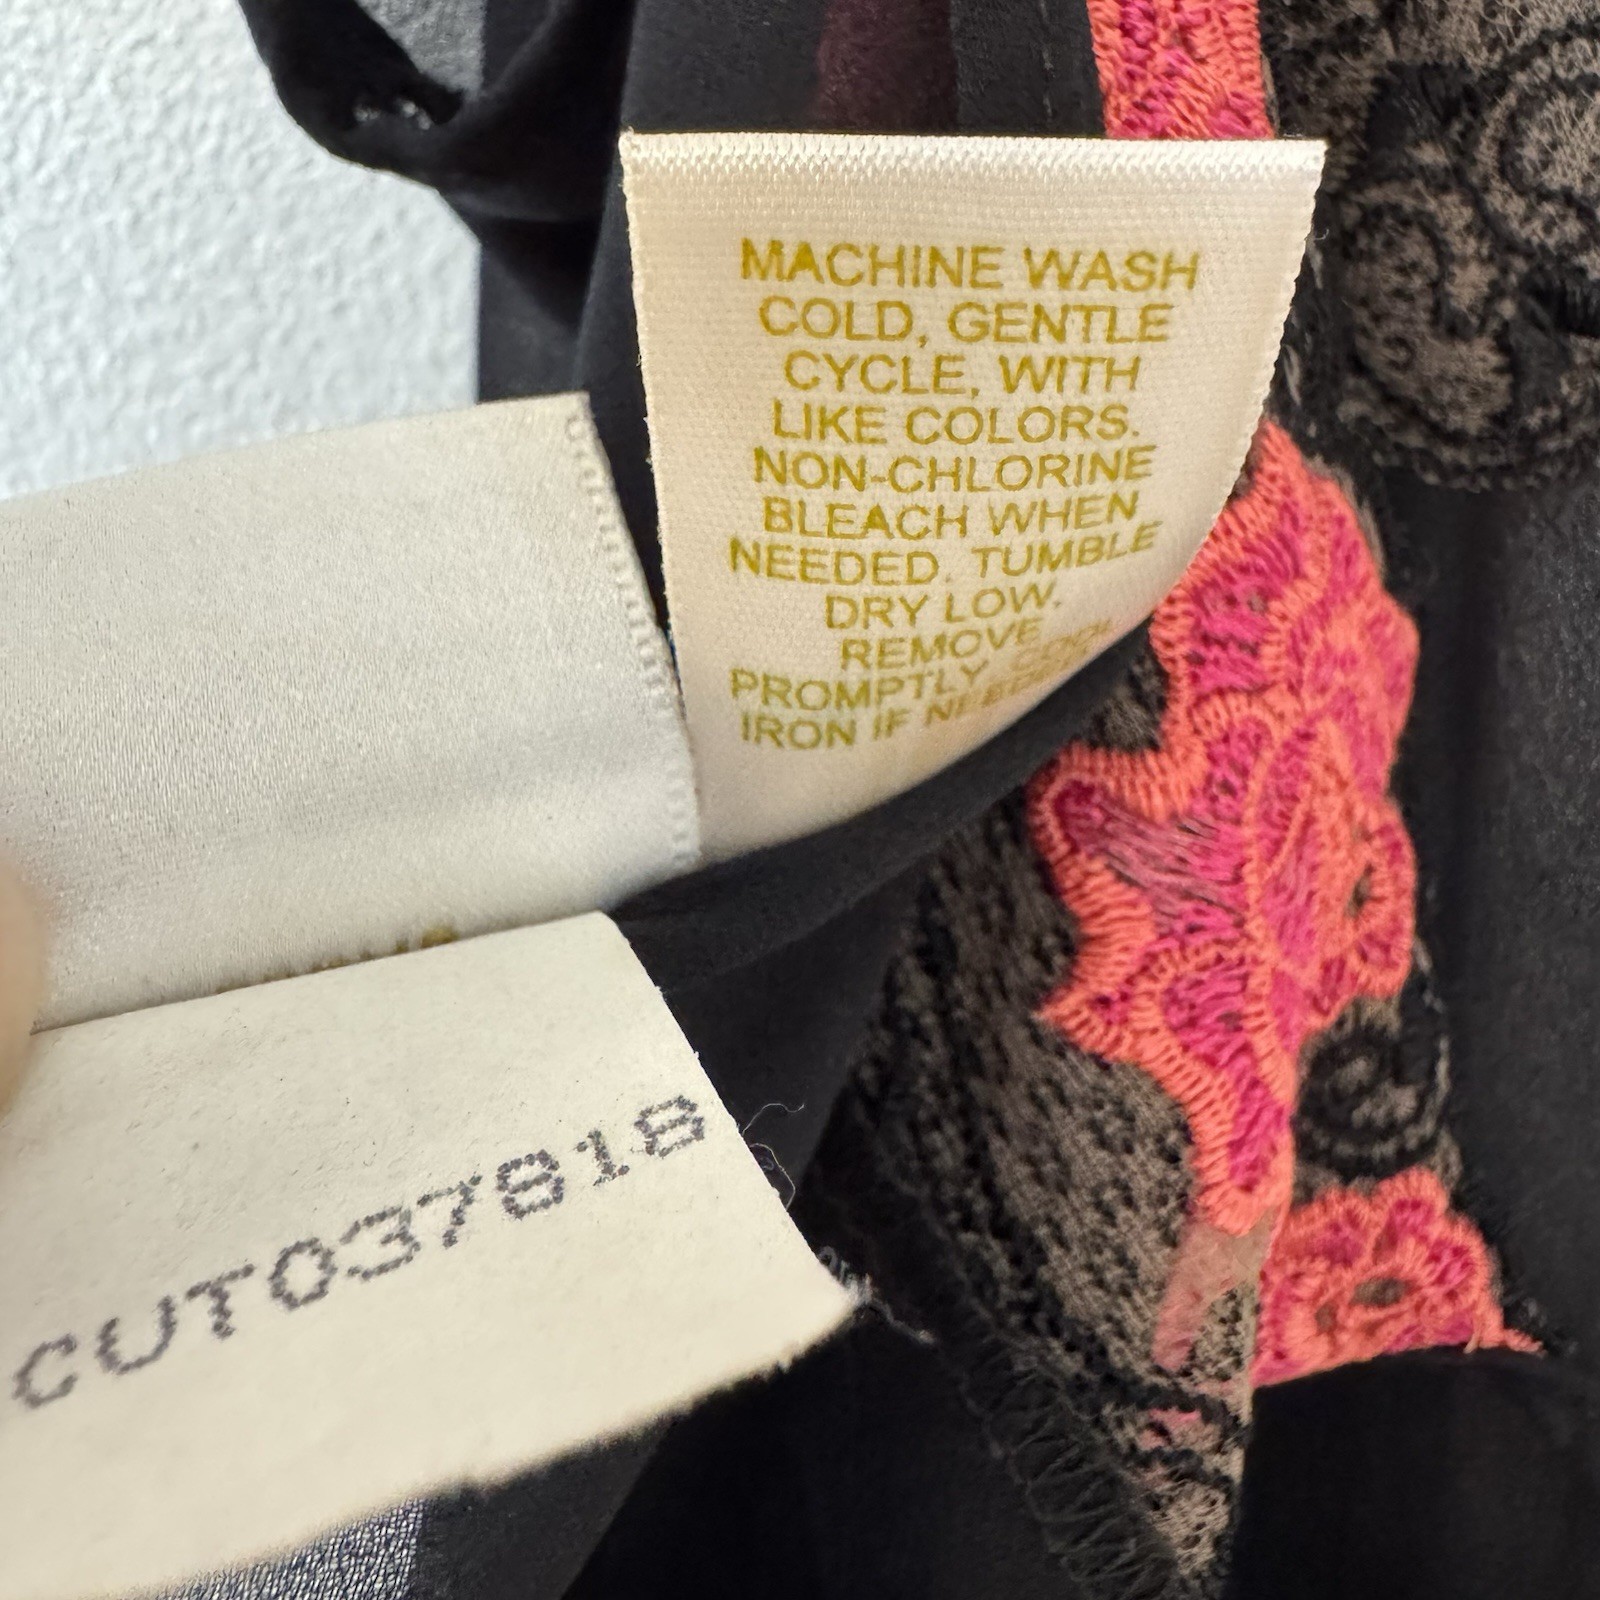 MACHINE WASH
COLD, GENTLE
CYCLE, WITH
LIKE COLORS.
NON-CHLORINE
BLEACH WHEN
NEEDED. TUMBLE
DRY LOW.
REMOVE
PROMPTLY. COOL
IRON IF
CUT037818